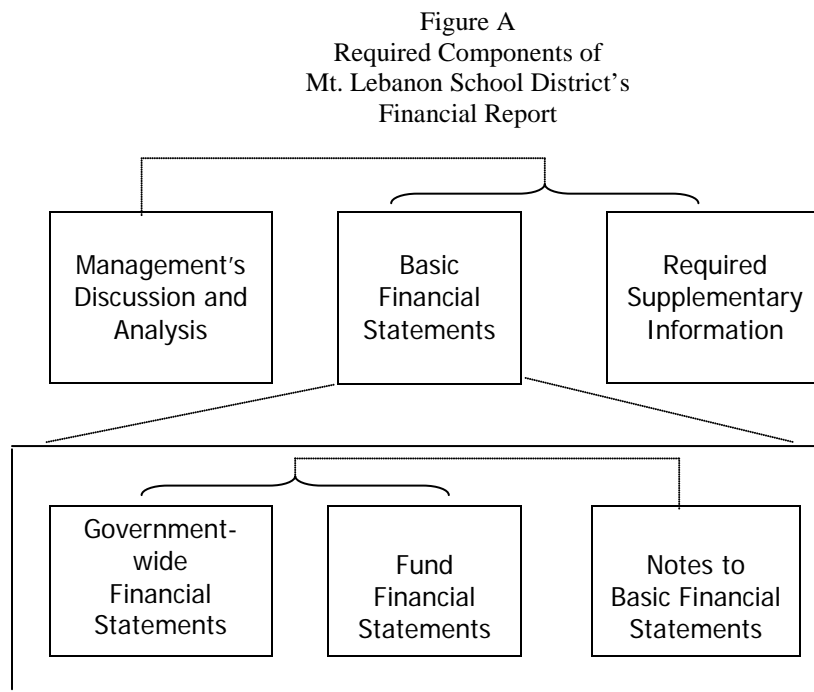 Figure A
Required Components of
Mt. Lebanon School District's
Financial Report
Management's
Discussion and
Analysis
Basic
Financial
Statements
Required
Supplementary
Information
Government-
wide
Financial
Statements
Fund
Financial
Statements
Notes to
Basic Financial
Statements